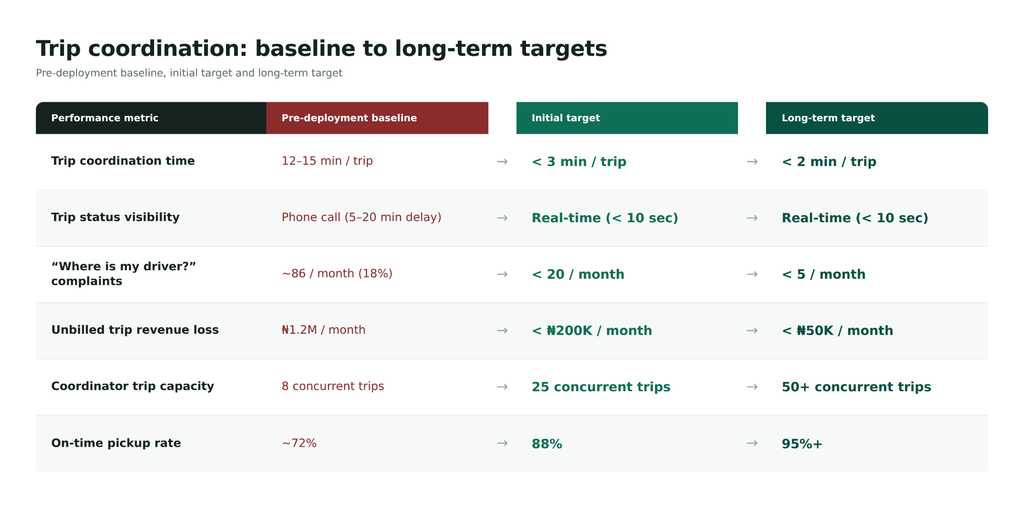 Trip coordination: baseline to long-term targets
Pre-deployment baseline, initial target and long-term target
Performance metric Pre-deployment baseline Initial target Long-term target
Trip coordination time 12–15 min / trip → < 3 min / trip → < 2 min / trip
Trip status visibility Phone call (5–20 min delay) → Real-time (< 10 sec) → Real-time (< 10 sec)
“Where is my driver?”
complaints ~86 / month (18%) → < 20 / month → < 5 / month
Unbilled trip revenue loss ₦1.2M / month → < ₦200K / month → < ₦50K / month
Coordinator trip capacity 8 concurrent trips → 25 concurrent trips → 50+ concurrent trips
On-time pickup rate ~72% → 88% → 95%+